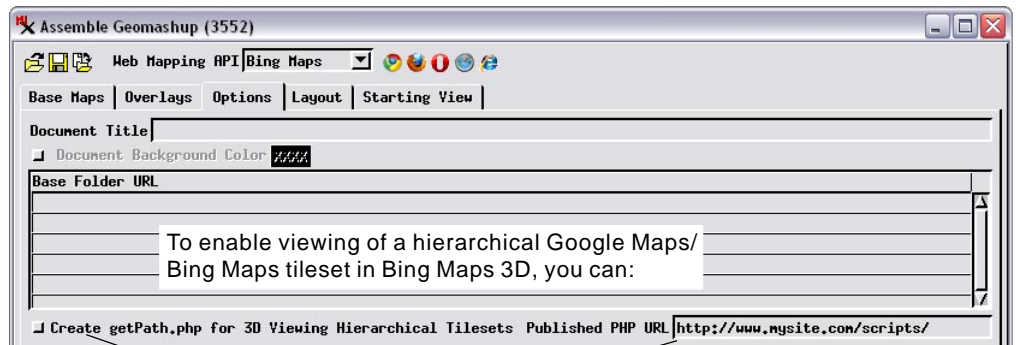 Assemble Geomashup (3552)
Web Mapping API Bing Maps
Base Maps Overlays Options Layout Starting View
Document Title
Document Background Color
Base Folder URL
To enable viewing of a hierarchical Google Maps/
Bing Maps tileset in Bing Maps 3D, you can:
Create getPath.php for 3D Viewing Hierarchical Tilesets Published PHP URL http://www.mysite.com/scripts/